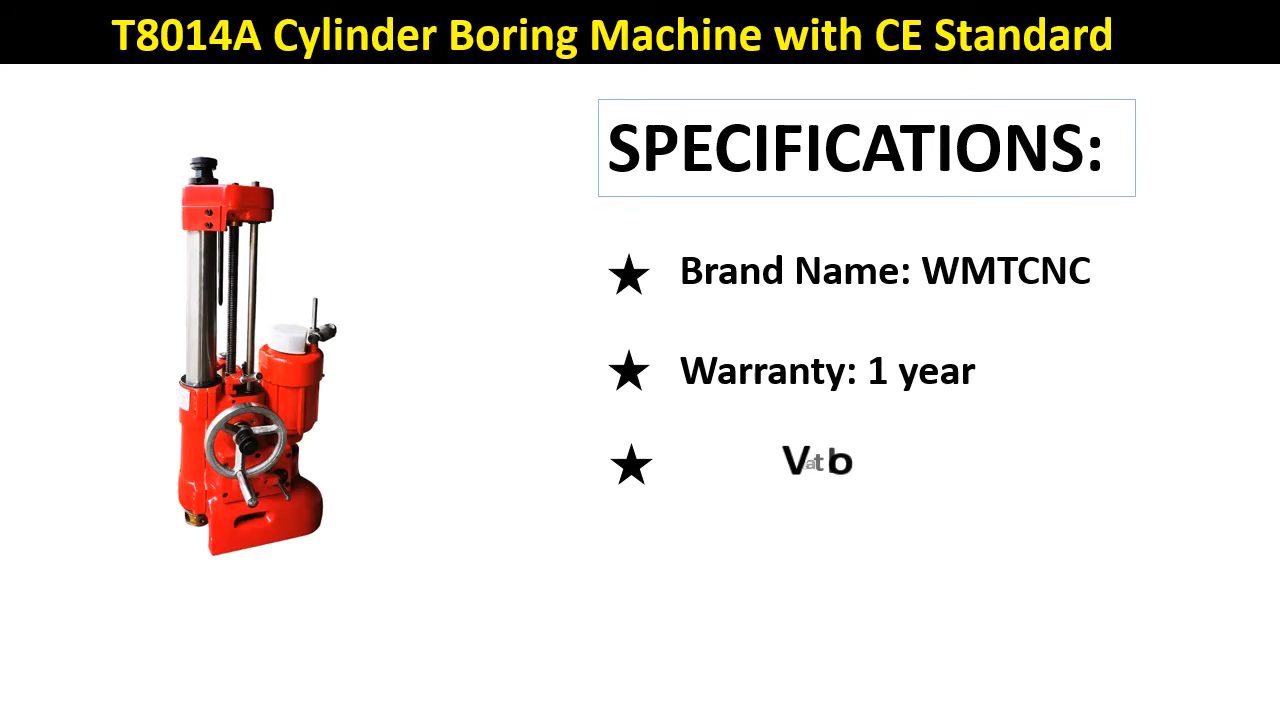 T8014A Cylinder Boring Machine with CE Standard
SPECIFICATIONS:
Brand Name: WMTCNC
Warranty: 1 year